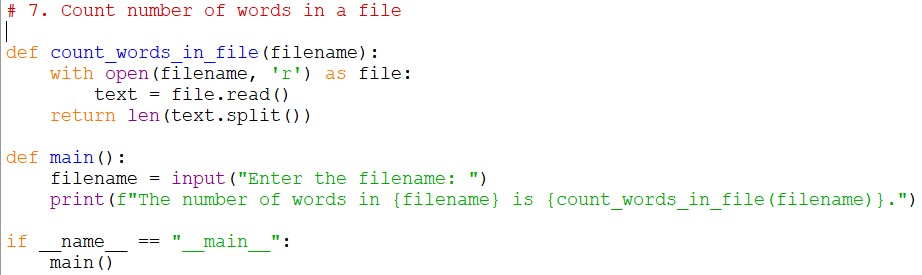 # 7. Count number of words in a file

def count_words_in_file(filename):
    with open(filename, 'r') as file:
        text = file.read()
    return len(text.split())

def main():
    filename = input("Enter the filename: ")
    print(f"The number of words in {filename} is {count_words_in_file(filename)}.")

if __name__ == "__main__":
    main()